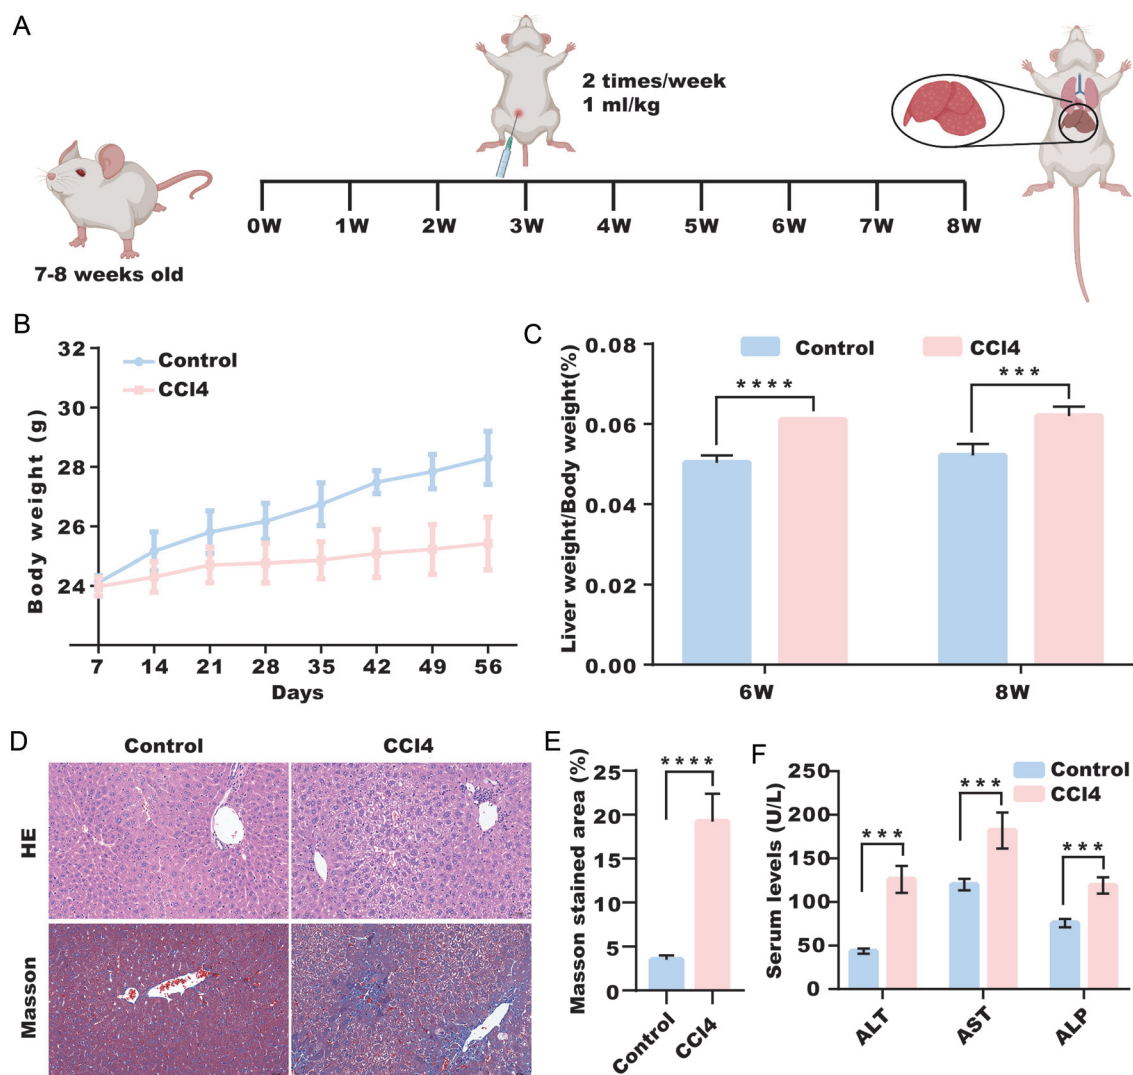 A
2 times/week
1 ml/kg
7-8 weeks old
0W 1W 2W 3W 4W 5W 6W 7W 8W
B
Control
CCl4
Body weight (g)
32
30
28
26
24
7 14 21 28 35 42 49 56
Days
C
Control CCl4
Liver weight/Body weight(%)
0.08
0.06
0.04
0.02
0.00
**** ***
6W 8W
D
Control CCl4
HE
Masson
E
Masson stained area (%)
25
20
15
10
5
0
****
Control CCl4
F
Control
CCl4
Serum levels (U/L)
250
200
150
100
50
0
*** *** ***
ALT AST ALP